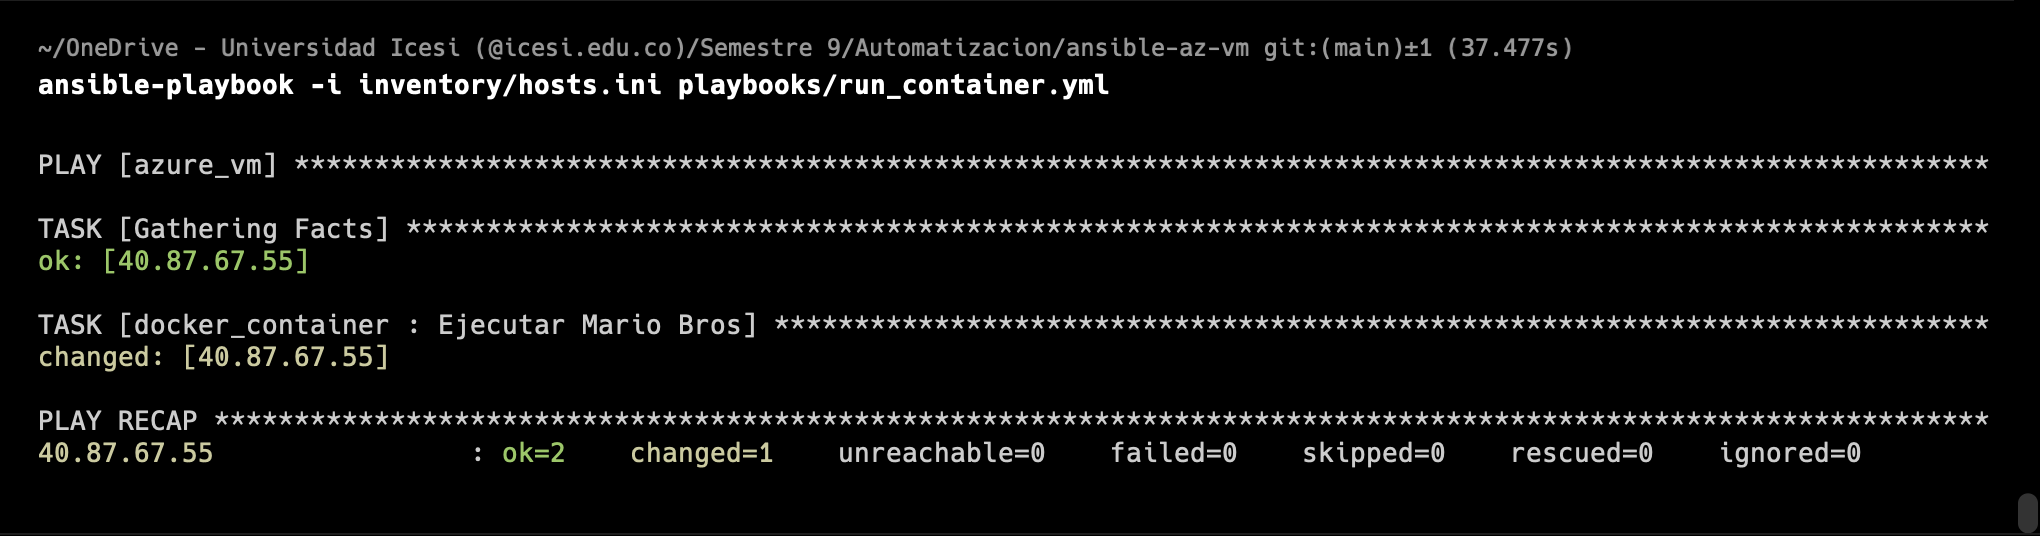 ~/OneDrive - Universidad Icesi (@icesi.edu.co)/Semestre 9/Automatizacion/ansible-az-vm git:(main)±1 (37.477s)
ansible-playbook -i inventory/hosts.ini playbooks/run_container.yml
PLAY [azure_vm] **********************************************************************************************************
TASK [Gathering Facts] ***************************************************************************************************
ok: [40.87.67.55]
TASK [docker_container : Ejecutar Mario Bros] ****************************************************************************
changed: [40.87.67.55]
PLAY RECAP ***************************************************************************************************************
40.87.67.55                : ok=2    changed=1    unreachable=0    failed=0    skipped=0    rescued=0    ignored=0